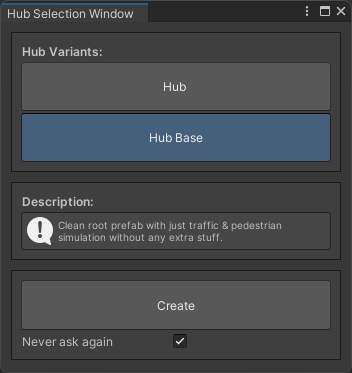 Hub Selection Window
Hub Variants:
Hub
Hub Base
Description:
Clean root prefab with just traffic & pedestrian
simulation without any extra stuff.
Create
Never ask again